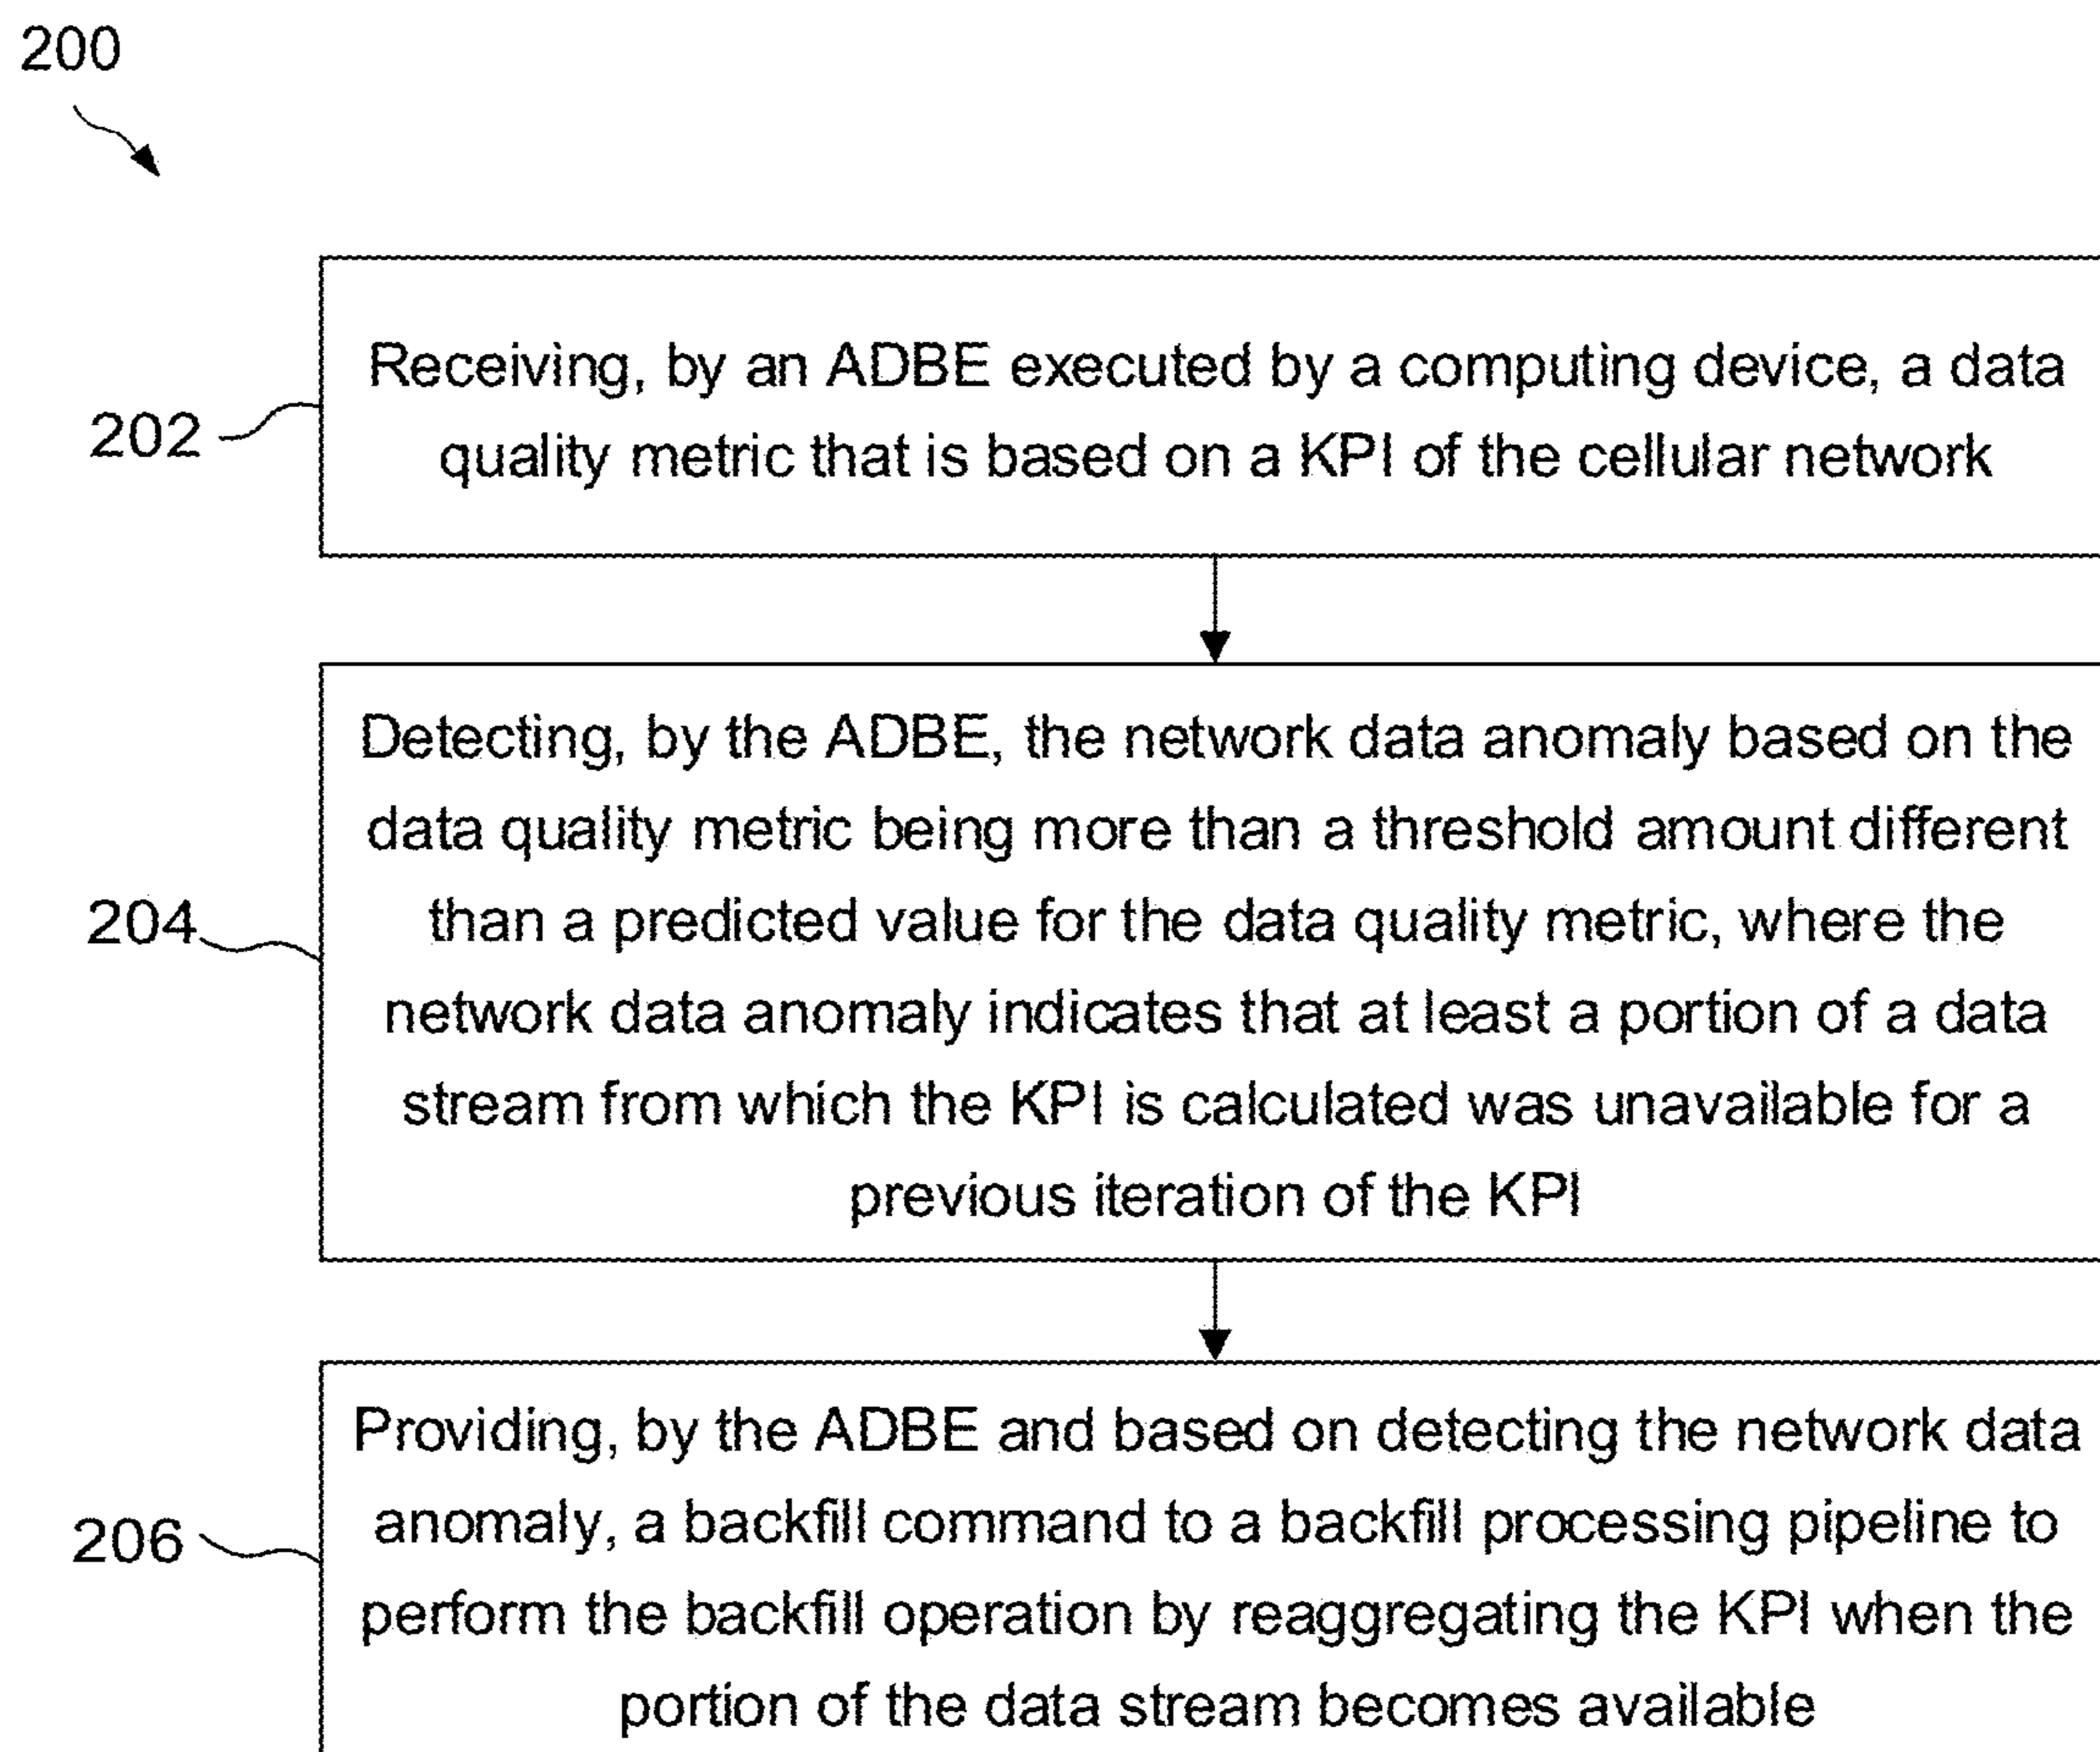 200
202
Receiving, by an ADBE executed by a computing device, a data
quality metric that is based on a KPI of the cellular network
204
Detecting, by the ADBE, the network data anomaly based on the
data quality metric being more than a threshold amount different
than a predicted value for the data quality metric, where the
network data anomaly indicates that at least a portion of a data
stream from which the KPI is calculated was unavailable for a
previous iteration of the KPI
206
Providing, by the ADBE and based on detecting the network data
anomaly, a backfill command to a backfill processing pipeline to
perform the backfill operation by reaggregating the KPI when the
portion of the data stream becomes available